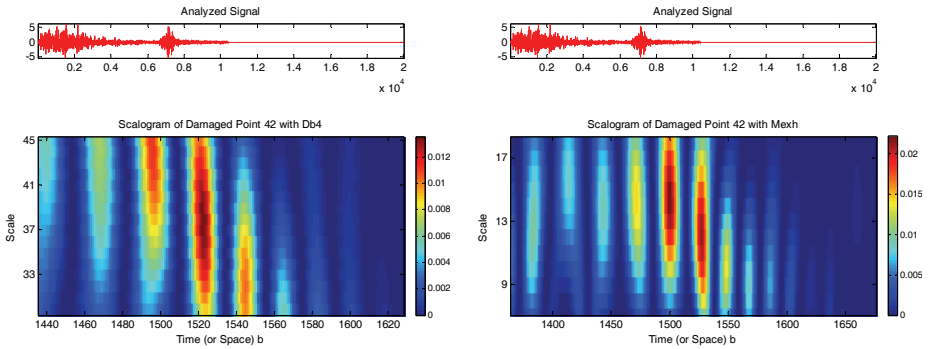 Analyzed Signal
5
0
-5
0.2 0.4 0.6 0.8 1 1.2 1.4 1.6 1.8 2
x 10^4
Scalogram of Damaged Point 42 with Db4
Scale
45
41
37
33
1440 1460 1480 1500 1520 1540 1560 1580 1600 1620
Time (or Space) b
0.012
0.010
0.008
0.006
0.004
0.002
0
Analyzed Signal
5
0
-5
0.2 0.4 0.6 0.8 1 1.2 1.4 1.6 1.8 2
x 10^4
Scalogram of Damaged Point 42 with Mexh
Scale
17
13
9
1400 1450 1500 1550 1600 1650
Time (or Space) b
0.02
0.015
0.01
0.005
0